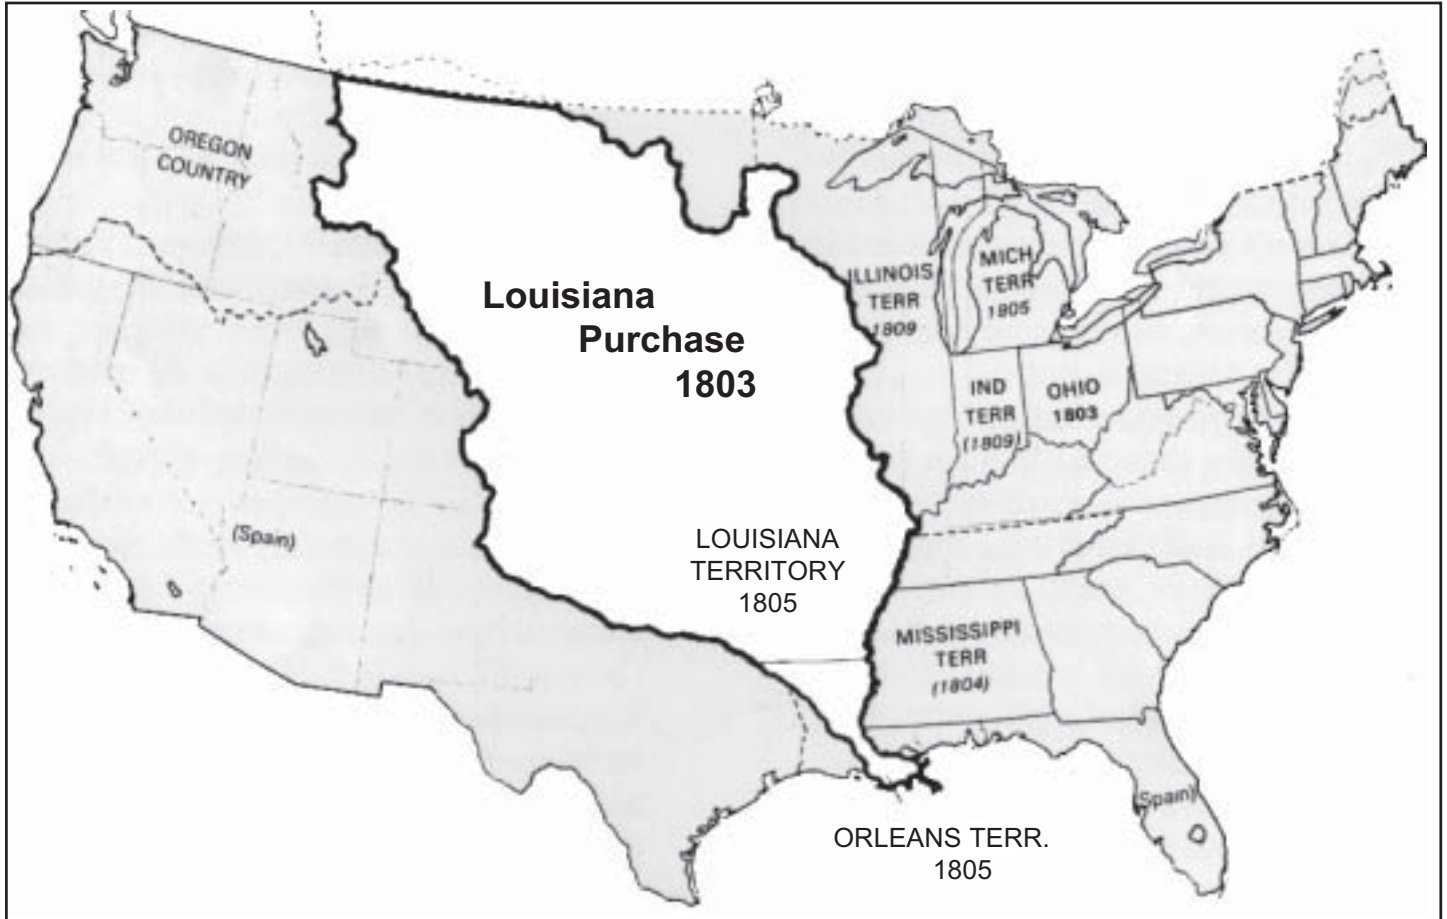 OREGON
COUNTRY
Louisiana
Purchase
1803
ILLINOIS
TERR
1809
MICH
TERR
1805
IND
TERR
(1809)
OHIO
1803
(Spain)
LOUISIANA
TERRITORY
1805
MISSISSIPPI
TERR
(1804)
(Spain)
ORLEANS TERR.
1805